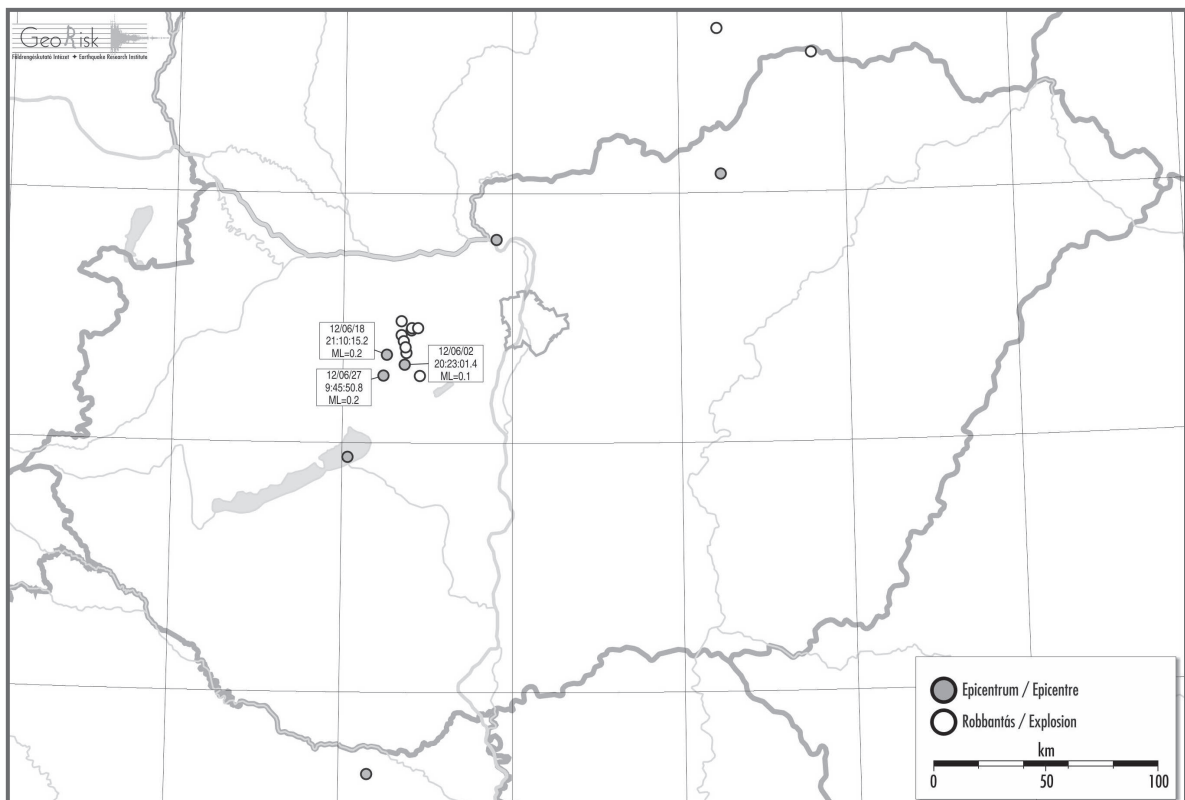 GeoRisk
Földrengéskutató Intézet ✦ Earthquake Research Institute
12/06/18
21:10:15.2
ML=0.2
12/06/02
20:23:01.4
ML=0.1
12/06/27
9:45:50.8
ML=0.2
Epicentrum / Epicentre
Robbantás / Explosion
km
0 50 100